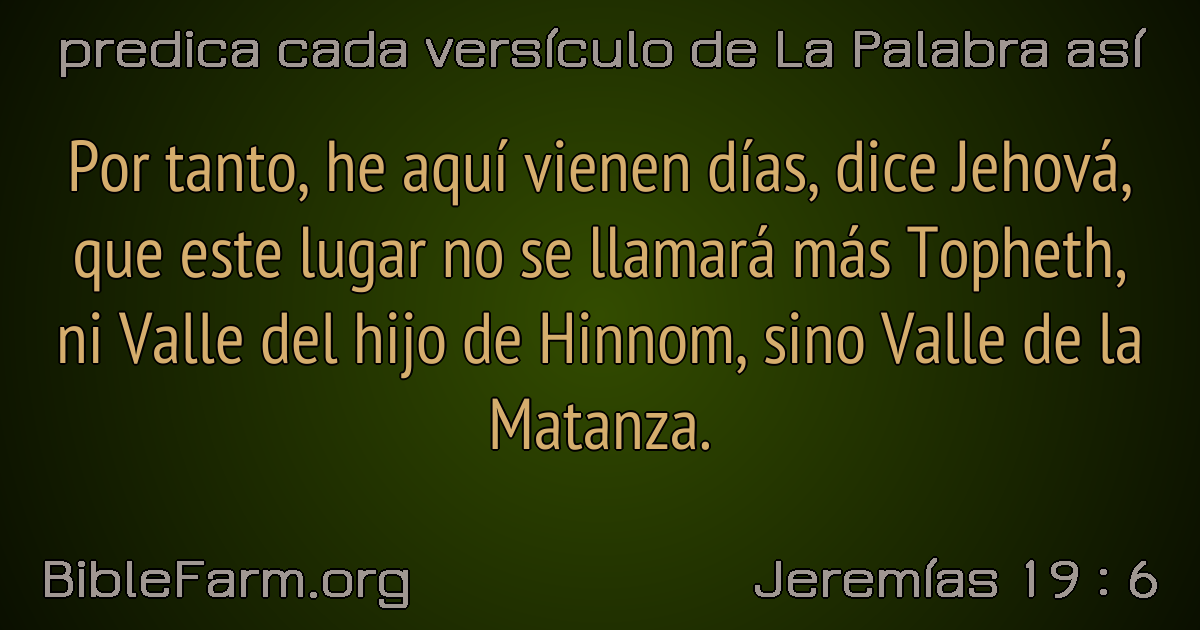 predica cada versículo de La Palabra así
Por tanto, he aquí vienen días, dice Jehová,
que este lugar no se llamará más Topheth,
ni Valle del hijo de Hinnom, sino Valle de la
Matanza.
BibleFarm.org
Jeremías 19 : 6